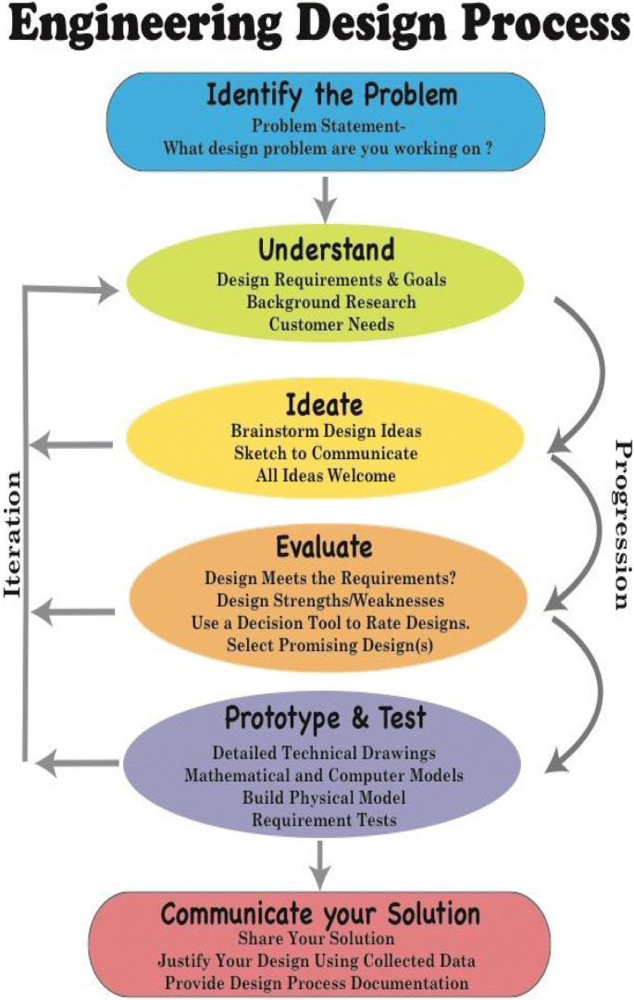 Engineering Design Process
Identify the Problem
Problem Statement-
What design problem are you working on ?
Understand
Design Requirements & Goals
Background Research
Customer Needs
Ideate
Brainstorm Design Ideas
Sketch to Communicate
All Ideas Welcome
Evaluate
Design Meets the Requirements?
Design Strengths/Weaknesses
Use a Decision Tool to Rate Designs.
Select Promising Design(s)
Prototype & Test
Detailed Technical Drawings
Mathematical and Computer Models
Build Physical Model
Requirement Tests
Communicate your Solution
Share Your Solution
Justify Your Design Using Collected Data
Provide Design Process Documentation
Iteration
Progression